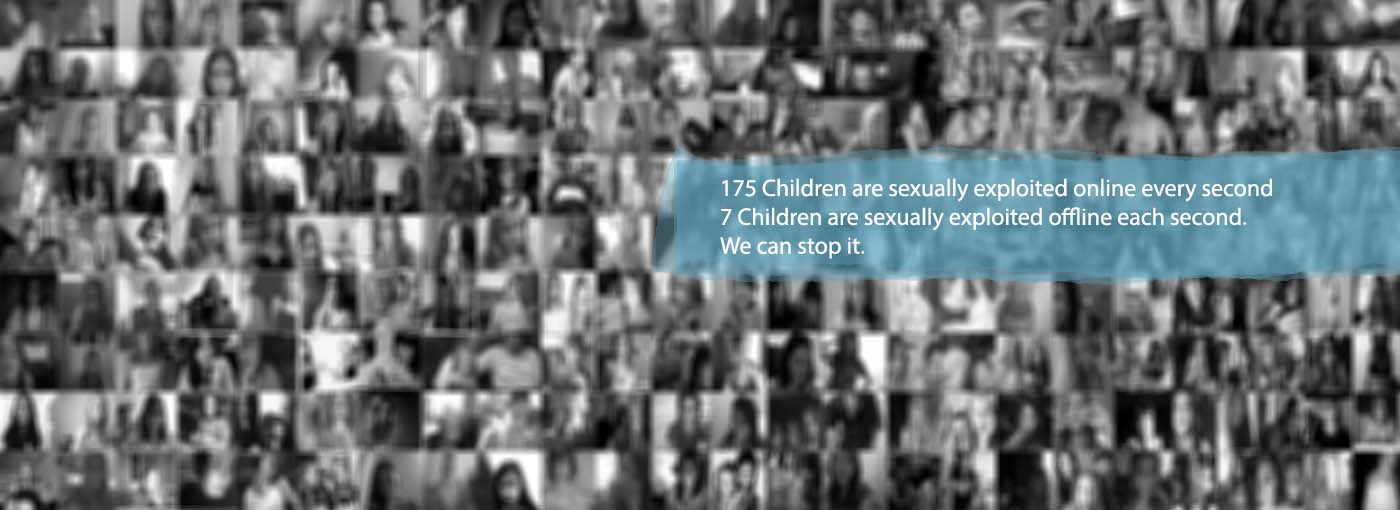 175 Children are sexually exploited online every second
7 Children are sexually exploited offline each second.
We can stop it.